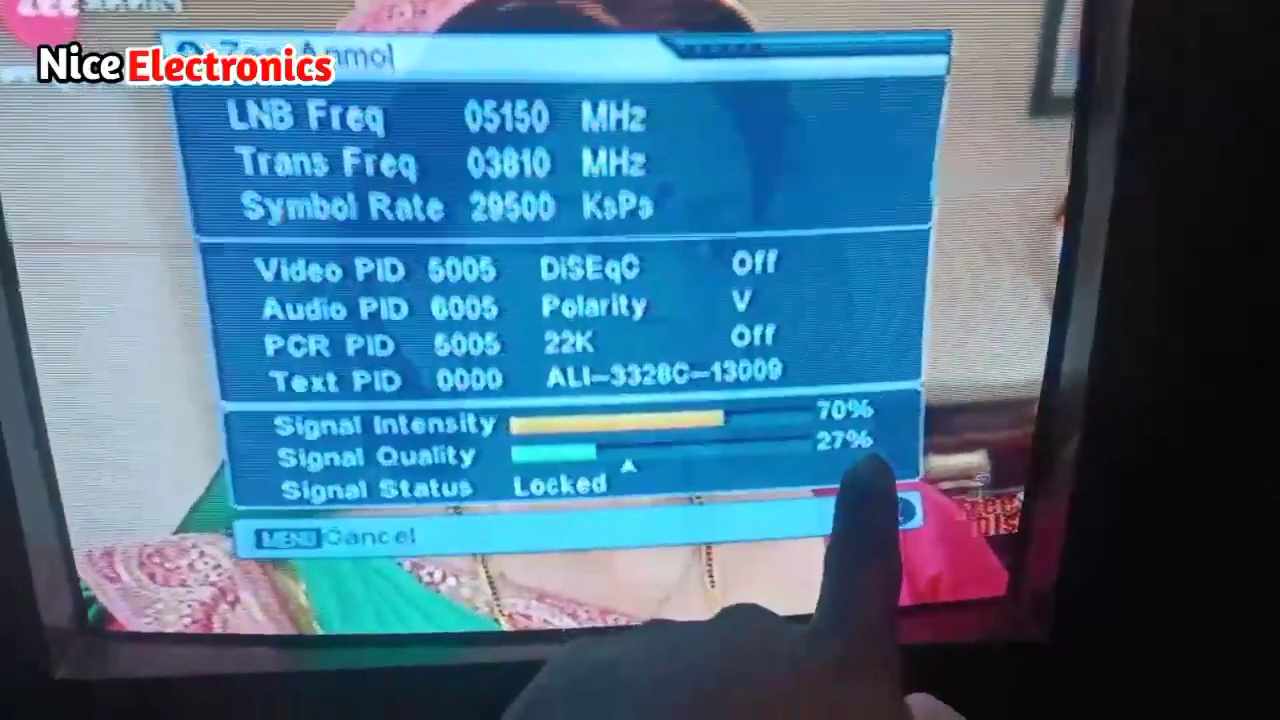 Nice Electronics
Anmol
LNB Freq 05150 MHz
Trans Freq 03810 MHz
Symbol Rate 29500 KsPs
Video PID 5005 DiSEqC Off
Audio PID 6005 Polarity V
PCR PID 5005 22K Off
Text PID 0000 ALI-3328C-13009
Signal Intensity 70%
Signal Quality 27%
Signal Status Locked
MENU Cancel